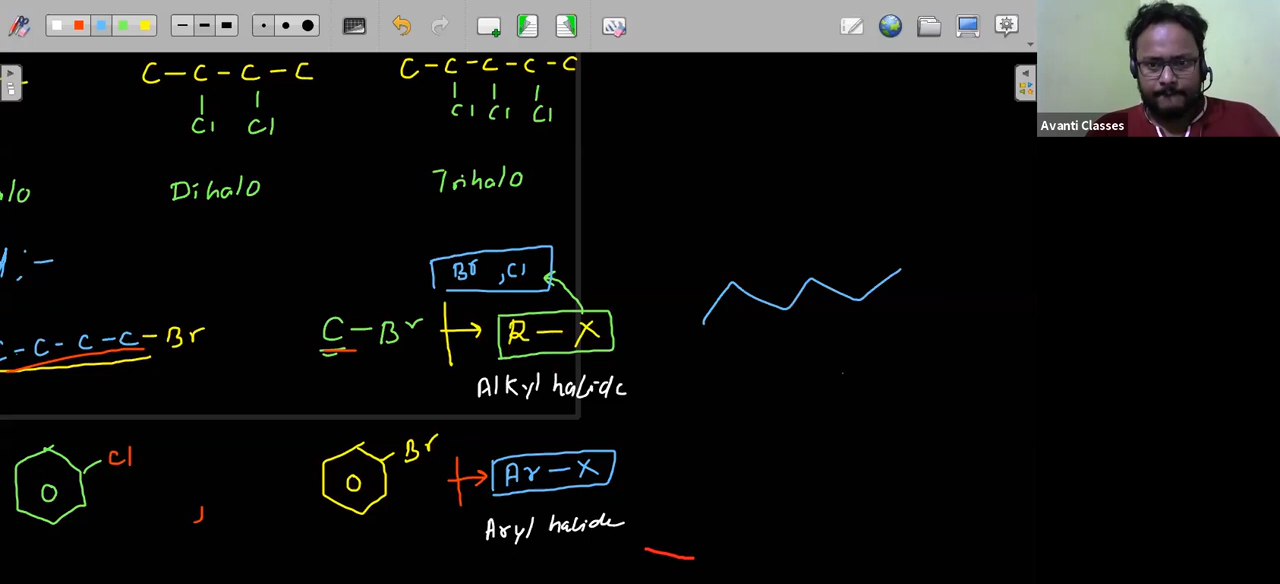 C - C - C - C
C - C - C - C - C
Cl Cl
Cl Cl Cl
Dihalo
Trihalo
Br , Cl
C - C - C - C - Br
C - Br
R - X
Alkyl halide
Cl
Br
Ar - X
,
Aryl halide
Avanti Classes